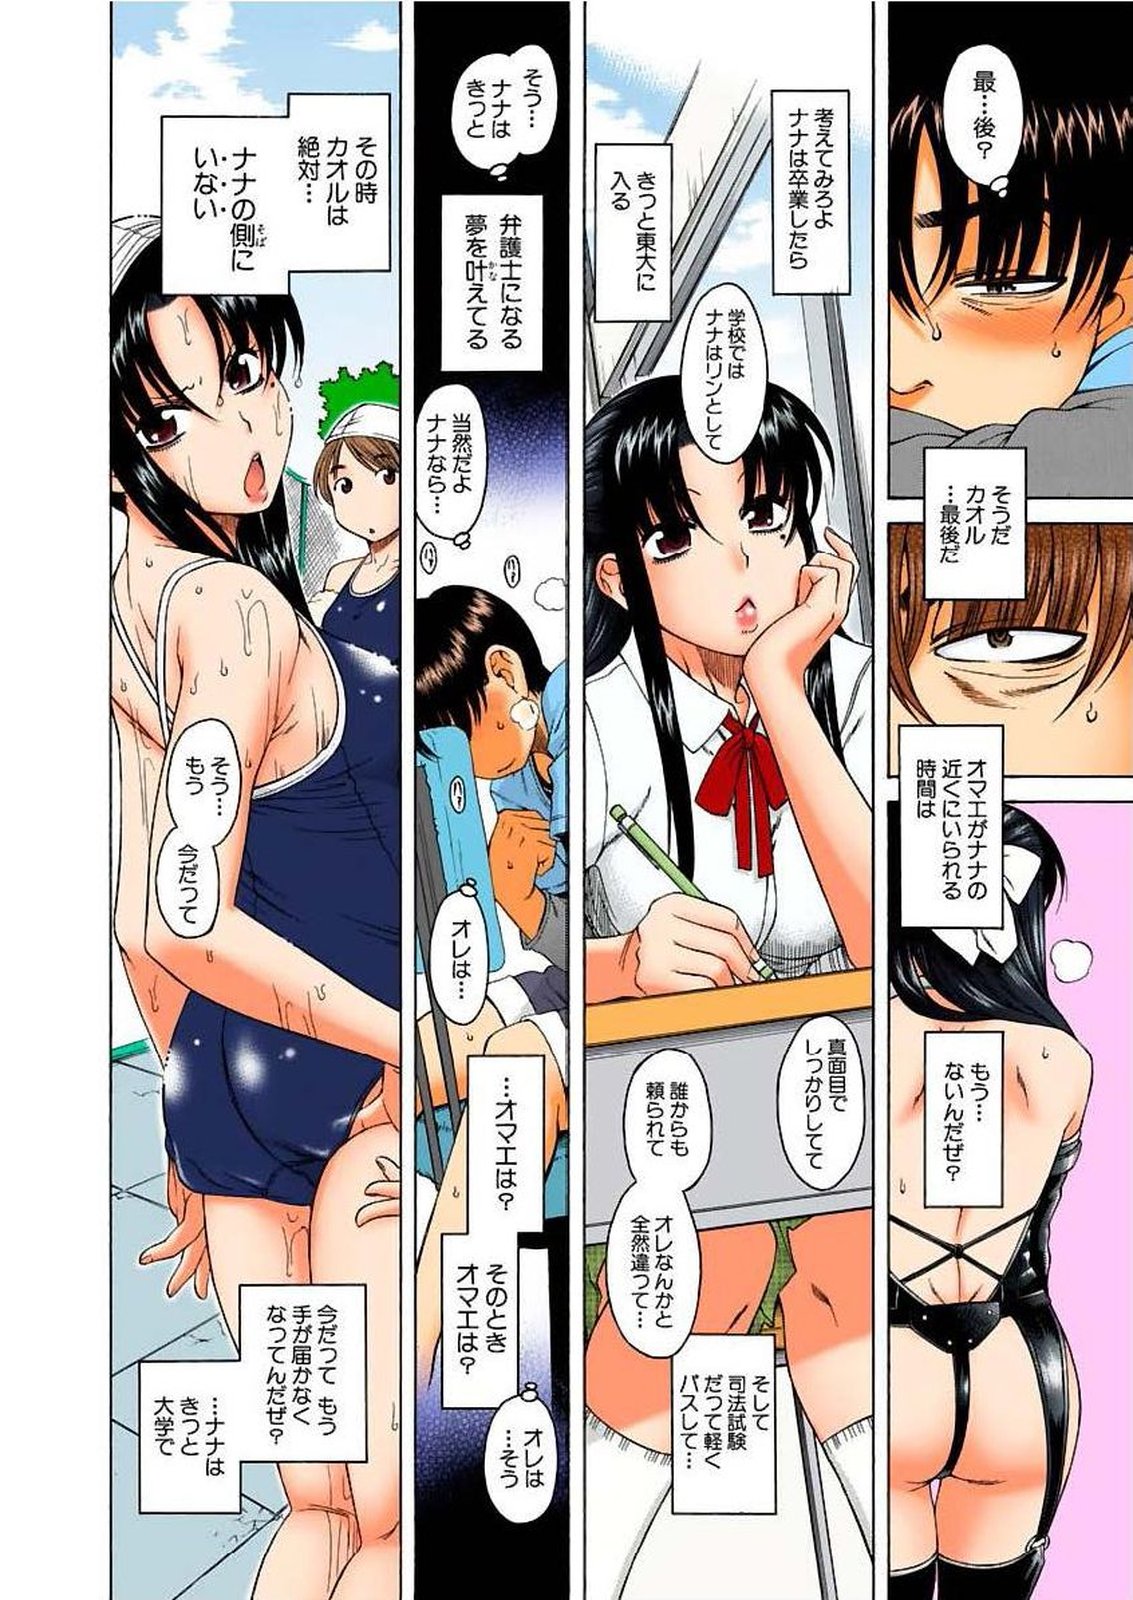 最…後?
そうだ
カオル
…最後だ
オマエがナナの
近くにいられる
時間は
もう…
ないんだぜ?
考えてみろよ
ナナは卒業したら
きっと東大に
入る
学校では
ナナはリンとして
真面目で
しっかりしてて
誰からも
頼られて
オレなんかと
全然違って…
そして
司法試験
だって軽く
パスして…
そう…
ナナは
きっと
弁護士になる
夢を叶えてる
かな
当然だよ
ナナなら…
オレは…
…オマエは?
そのとき
オマエは?
オレは
…そう
その時
カオルは
絶対…
ナナの側に
そば
いない
そう…
もう
今だって
今だって もう
手が届かなく
なってんだぜ?
…ナナは
きっと
大学で